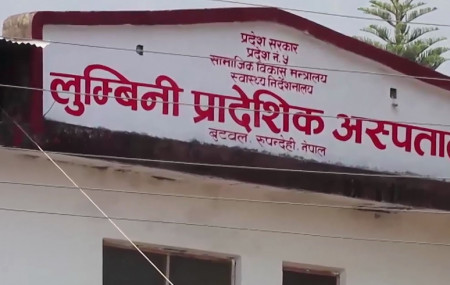 प्रदेश सरकार
प्रदेश नं. ५
सामाजिक विकास मन्त्रालय
स्वास्थ्य निर्देशनालय
लुम्बिनी प्रादेशिक अस्पताल
बुटवल, रुपन्देही, नेपाल